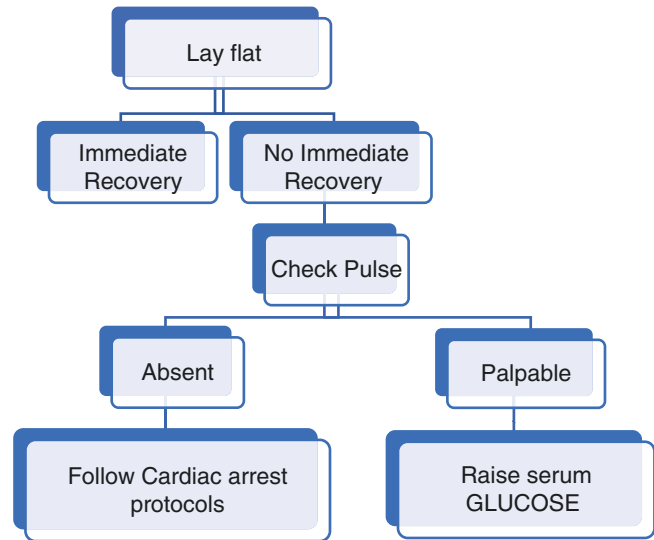 Lay flat
Immediate
Recovery
No Immediate
Recovery
Check Pulse
Absent
Palpable
Follow Cardiac arrest
protocols
Raise serum
GLUCOSE